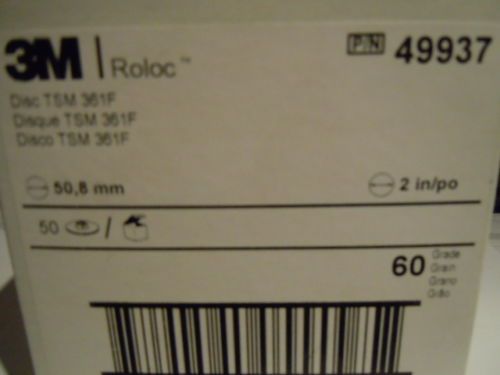 3M | Roloc™
P/N 49937
Disc TSM 361F
Disque TSM 361F
Disco TSM 361F
50,8 mm
2 in/po
50 /
60 Grade
Grain
Grano
Grão